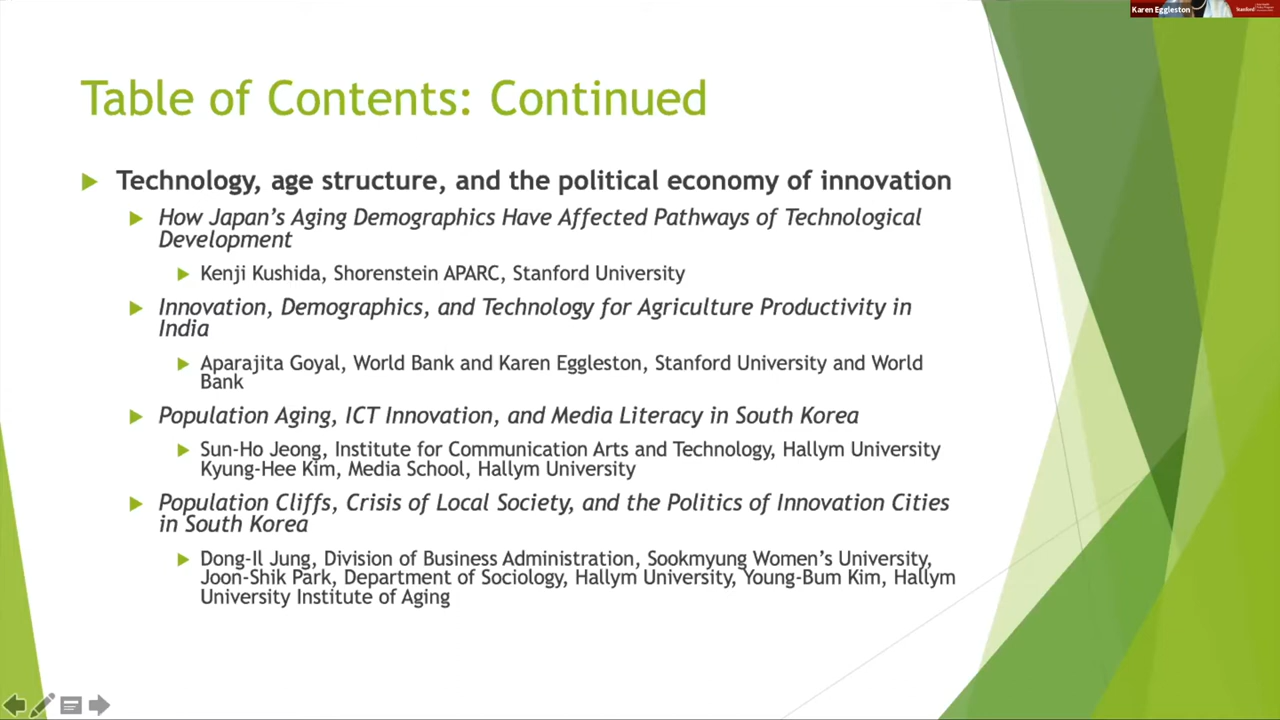 Karen Eggleston
Stanford
Table of Contents: Continued
Technology, age structure, and the political economy of innovation
How Japan’s Aging Demographics Have Affected Pathways of Technological
Development
Kenji Kushida, Shorenstein APARC, Stanford University
Innovation, Demographics, and Technology for Agriculture Productivity in
India
Aparajita Goyal, World Bank and Karen Eggleston, Stanford University and World
Bank
Population Aging, ICT Innovation, and Media Literacy in South Korea
Sun-Ho Jeong, Institute for Communication Arts and Technology, Hallym University
Kyung-Hee Kim, Media School, Hallym University
Population Cliffs, Crisis of Local Society, and the Politics of Innovation Cities
in South Korea
Dong-Il Jung, Division of Business Administration, Sookmyung Women’s University,
Joon-Shik Park, Department of Sociology, Hallym University, Young-Bum Kim, Hallym
University Institute of Aging